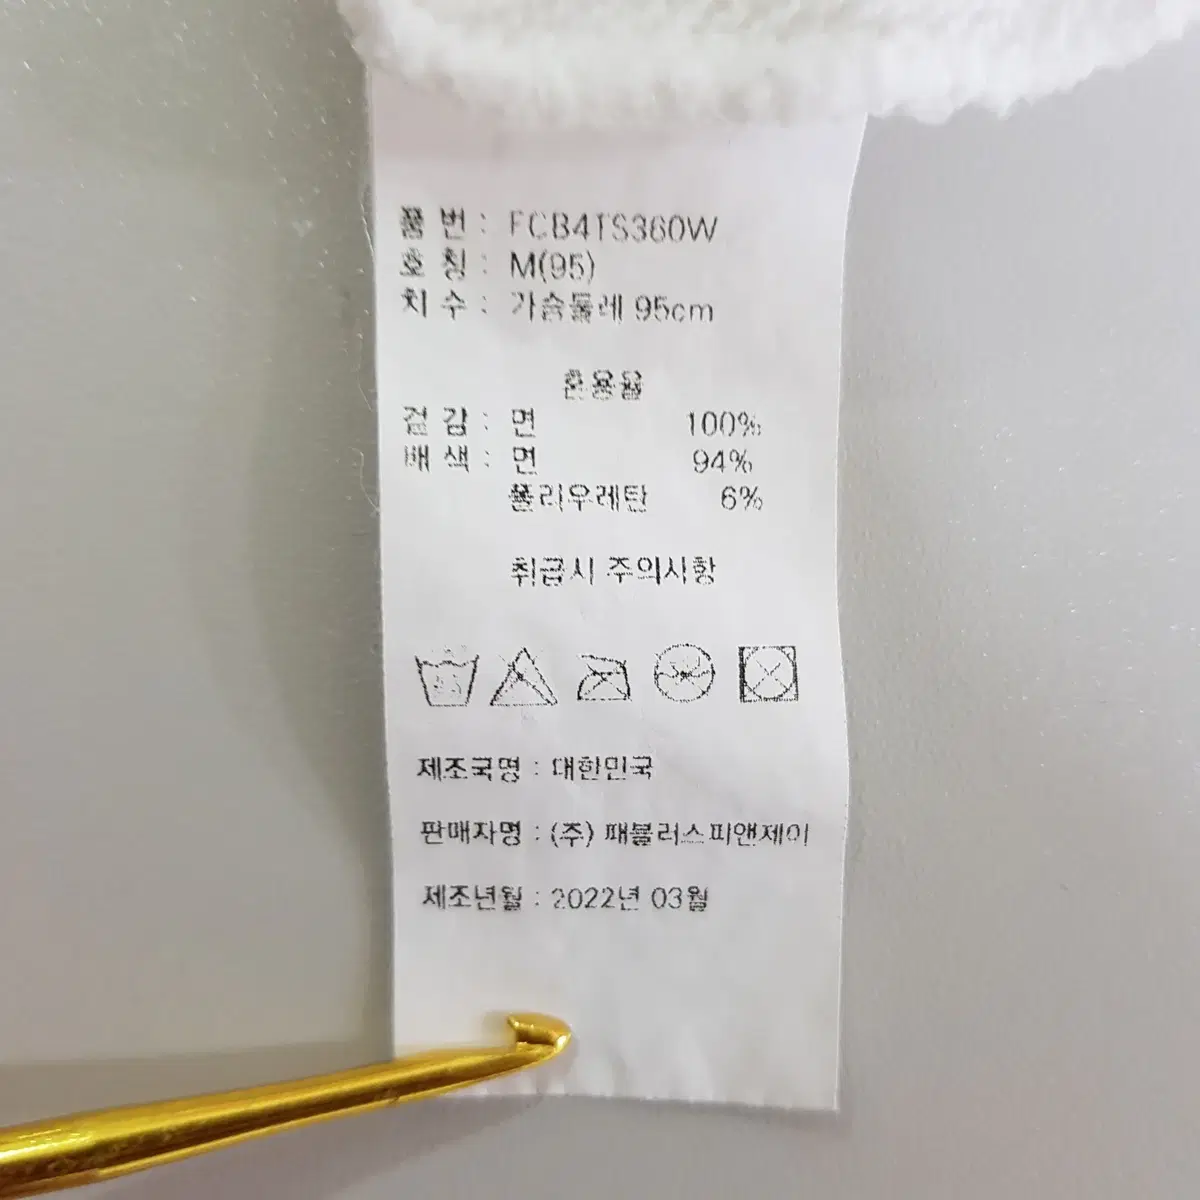 품 번 : FCB4TS360W
호 칭 : M(95)
치 수 : 가슴둘레 95cm
혼용율
겉 감 : 면 100%
배 색 : 면 94%
폴리우레탄 6%
취급시 주의사항
제조국명 : 대한민국
판매자명 : (주) 패블러스피앤제이
제조년월 : 2022년 03월